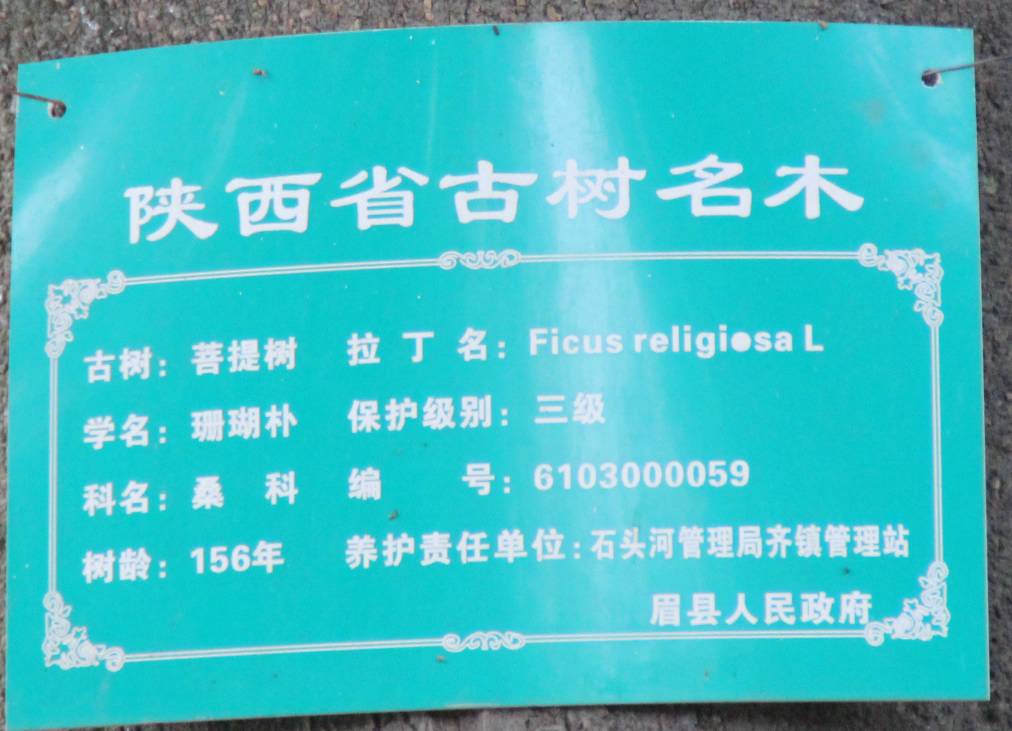 陕西省古树名木
古树：菩提树 拉丁名：Ficus religiosa L
学名：珊瑚朴 保护级别：三级
科名：桑 科 编 号：6103000059
树龄：156年 养护责任单位：石头河管理局齐镇管理站
眉县人民政府